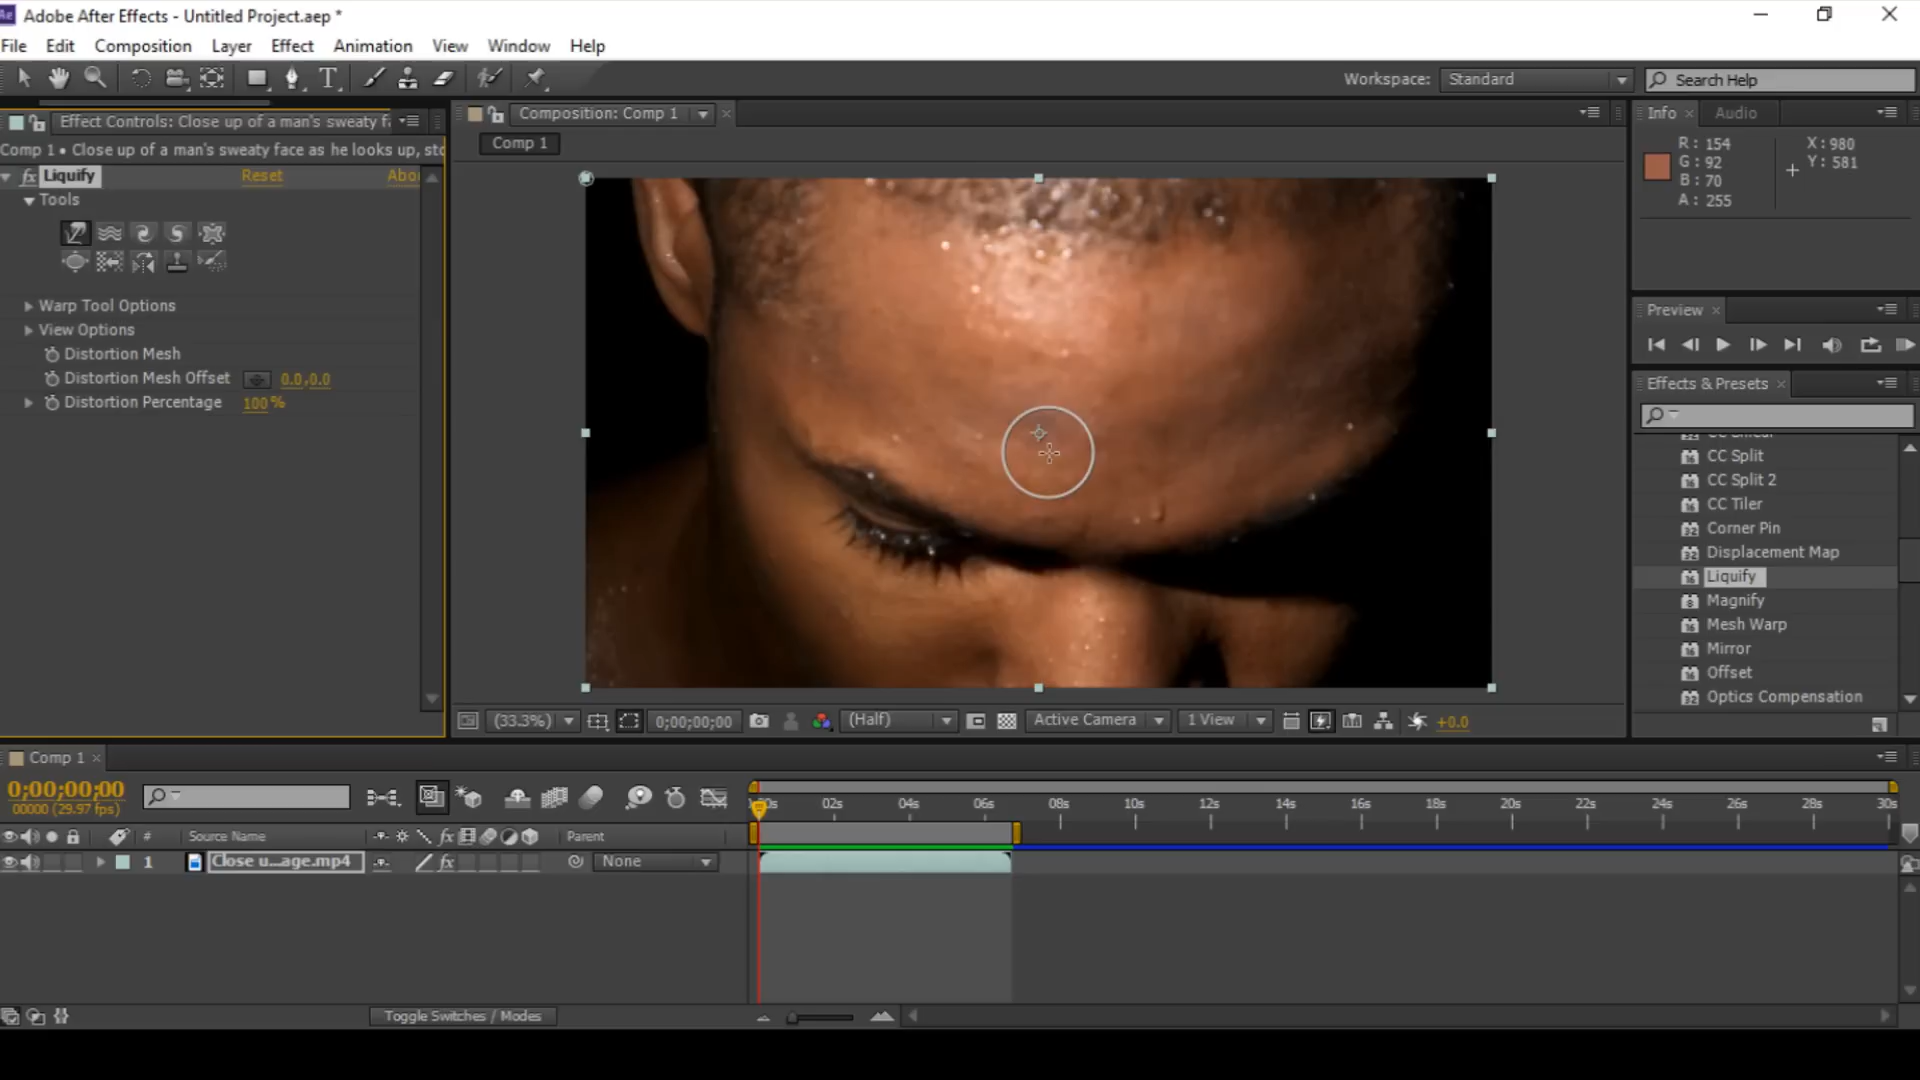 Adobe After Effects - Untitled Project.aep *
File Edit Composition Layer Effect Animation View Window Help
Workspace: Standard Search Help
Effect Controls: Close up of a man's sweaty f
Comp 1 • Close up of a man's sweaty face as he looks up, sto
Liquify Reset Abo
Tools
Warp Tool Options
View Options
Distortion Mesh
Distortion Mesh Offset 0.0,0.0
Distortion Percentage 100 %
Composition: Comp 1
Comp 1
(33.3%) 0;00;00;00 (Half) Active Camera 1 View +0.0
Info Audio
R: 154 X: 980
G: 92 Y: 581
B: 70
A: 255
Preview
Effects & Presets
CC Split
CC Split 2
CC Tiler
Corner Pin
Displacement Map
Liquify
Magnify
Mesh Warp
Mirror
Offset
Optics Compensation
Comp 1
0;00;00;00
00000 (29.97 fps)
02s 04s 06s 08s 10s 12s 14s 16s 18s 20s 22s 24s 26s 28s 30s
# Source Name fx Parent
1 Close u...age.mp4 fx None
Toggle Switches / Modes